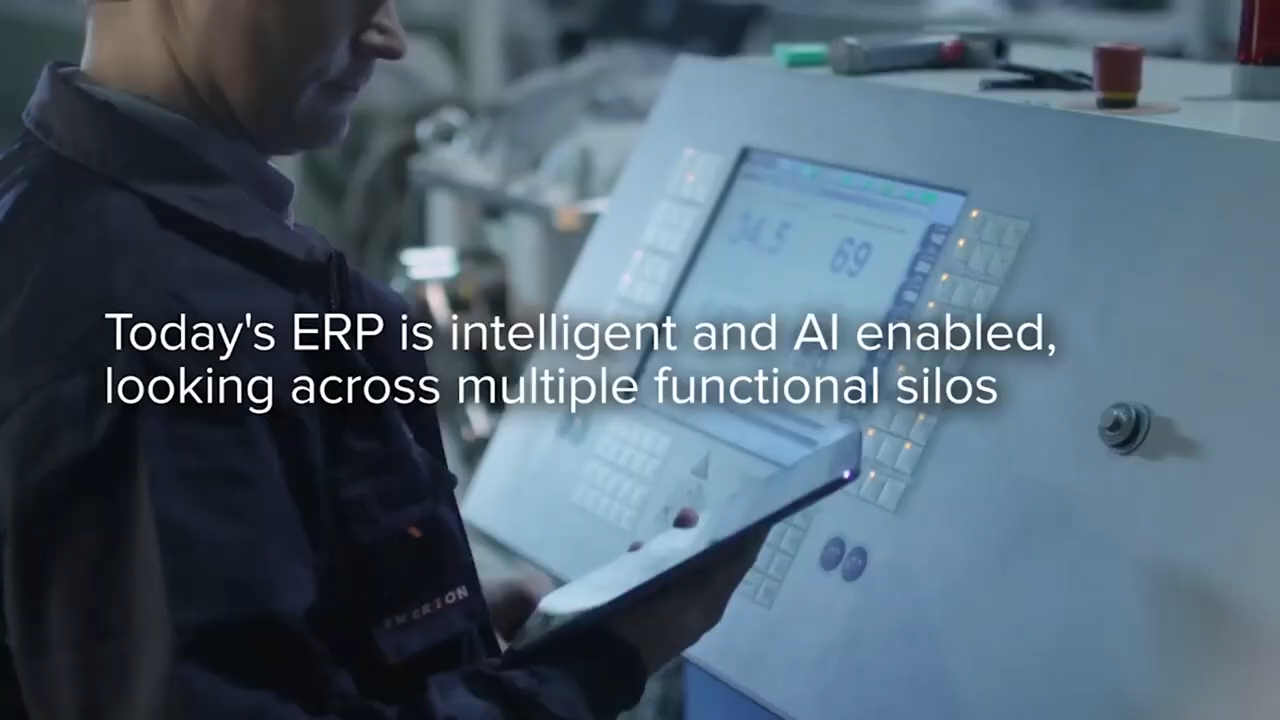 34.5
69
Today's ERP is intelligent and AI enabled,
looking across multiple functional silos